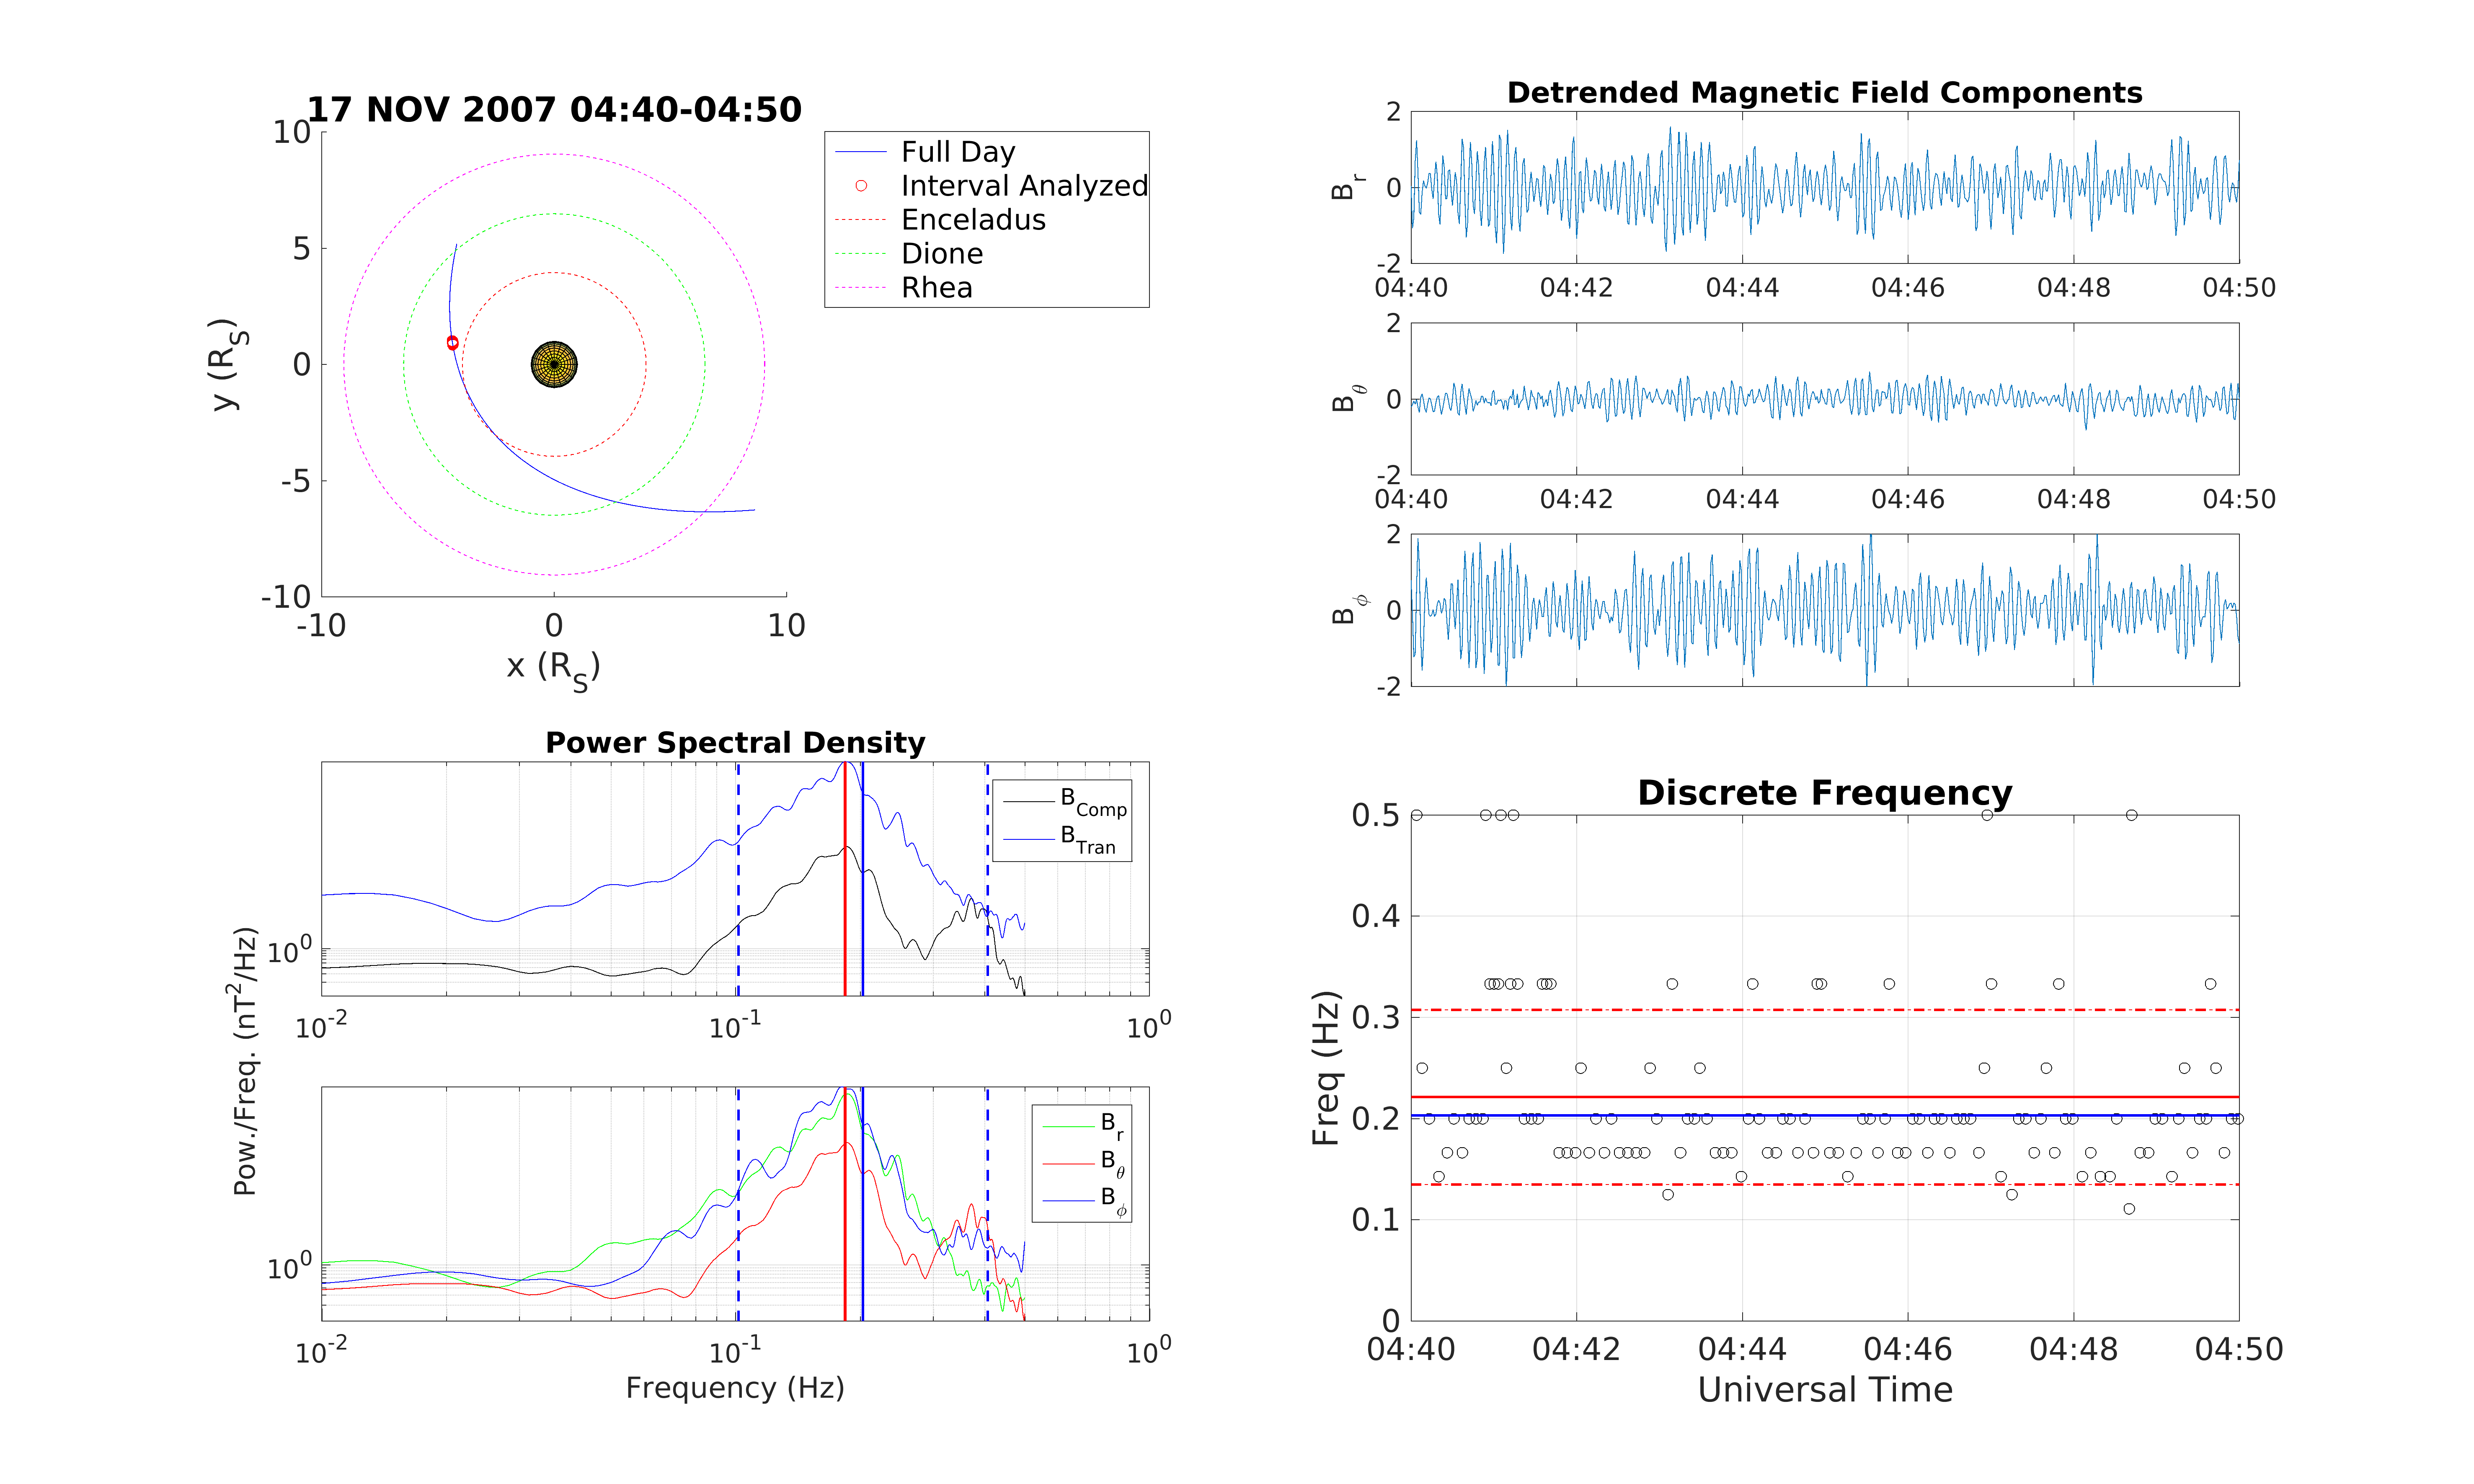 17 NOV 2007 04:40-04:50
10
5
0
-5
-10
-10
0
10
y (R_S)
x (R_S)
Full Day
Interval Analyzed
Enceladus
Dione
Rhea
Detrended Magnetic Field Components
2
0
-2
B_r
04:40
04:42
04:44
04:46
04:48
04:50
2
0
-2
B_θ
04:40
04:42
04:44
04:46
04:48
04:50
2
0
-2
B_ϕ
Power Spectral Density
B_Comp
B_Tran
10^0
10^-2
10^-1
10^0
Pow./Freq. (nT^2/Hz)
B_r
B_θ
B_ϕ
10^0
10^-2
10^-1
10^0
Frequency (Hz)
Discrete Frequency
0.5
0.4
0.3
0.2
0.1
0
Freq (Hz)
04:40
04:42
04:44
04:46
04:48
04:50
Universal Time